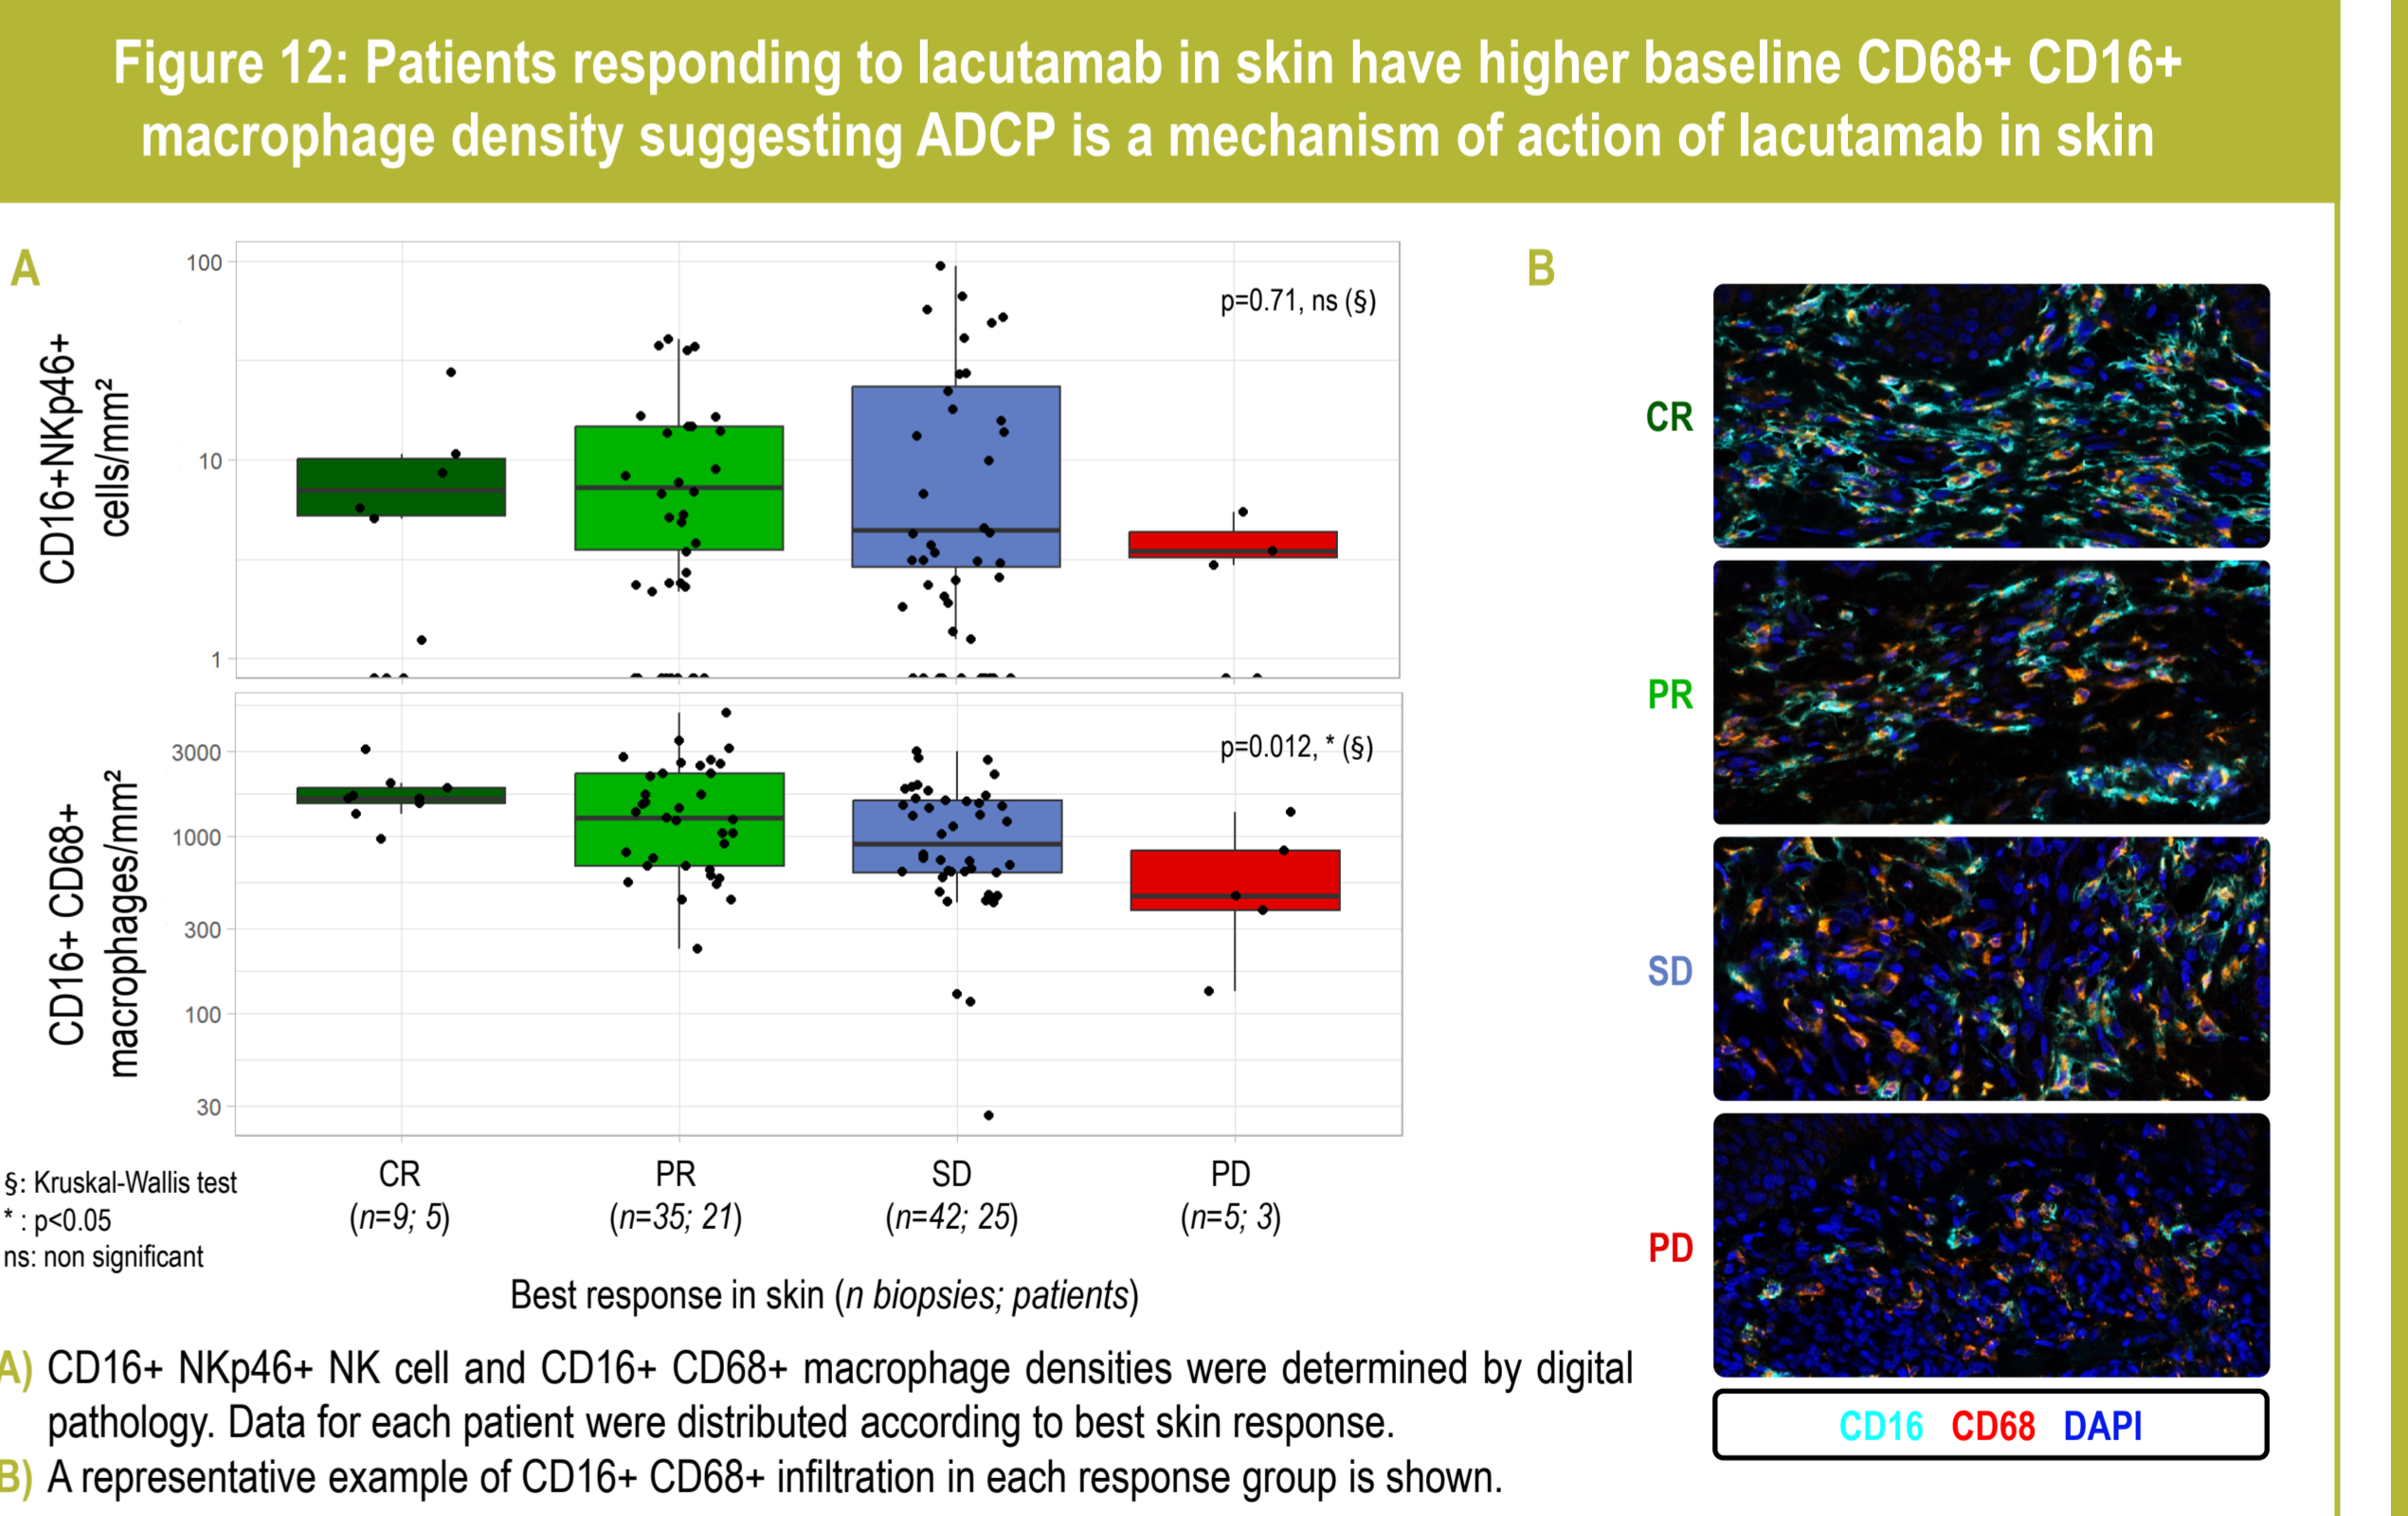 Figure 12: Patients responding to lacutamab in skin have higher baseline CD68+ CD16+
macrophage density suggesting ADCP is a mechanism of action of lacutamab in skin
A
CD16+NKp46+
cells/mm²
100
10
1
p=0.71, ns (§)
CD16+ CD68+
macrophages/mm²
3000
1000
300
100
30
p=0.012, * (§)
CR
(n=9; 5)
PR
(n=35; 21)
SD
(n=42; 25)
PD
(n=5; 3)
Best response in skin (n biopsies; patients)
§: Kruskal-Wallis test
* : p<0.05
ns: non significant
B
CR
PR
SD
PD
CD16 CD68 DAPI
A) CD16+ NKp46+ NK cell and CD16+ CD68+ macrophage densities were determined by digital
pathology. Data for each patient were distributed according to best skin response.
B) A representative example of CD16+ CD68+ infiltration in each response group is shown.